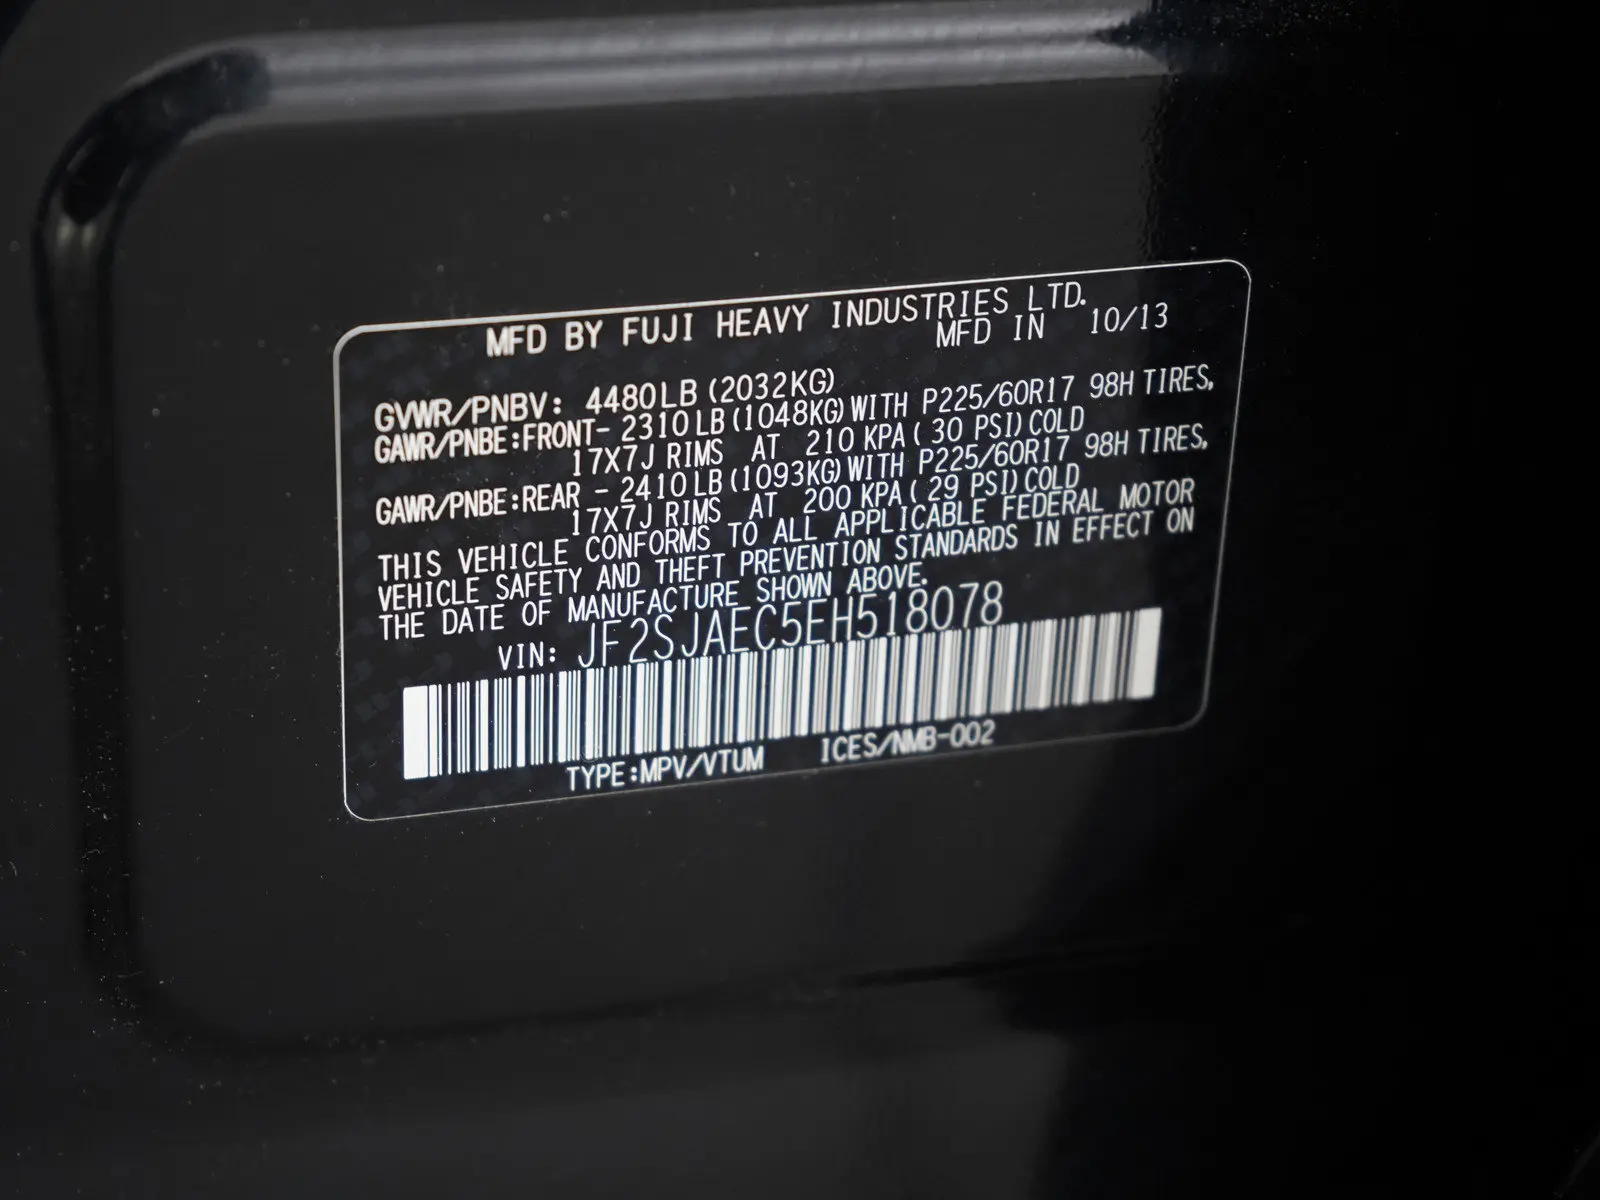 MFD BY FUJI HEAVY INDUSTRIES LTD.
MFD IN 10/13
GVWR/PNBV: 4480LB (2032KG)
GAWR/PNBE:FRONT- 2310LB(1048KG)WITH P225/60R17 98H TIRES,
17X7J RIMS AT 210 KPA( 30 PSI)COLD
GAWR/PNBE:REAR - 2410LB(1093KG)WITH P225/60R17 98H TIRES,
17X7J RIMS AT 200 KPA( 29 PSI)COLD
THIS VEHICLE CONFORMS TO ALL APPLICABLE FEDERAL MOTOR
VEHICLE SAFETY AND THEFT PREVENTION STANDARDS IN EFFECT ON
THE DATE OF MANUFACTURE SHOWN ABOVE.
VIN: JF2SJAEC5EH518078
TYPE:MPV/VTUM ICES/NMB-002